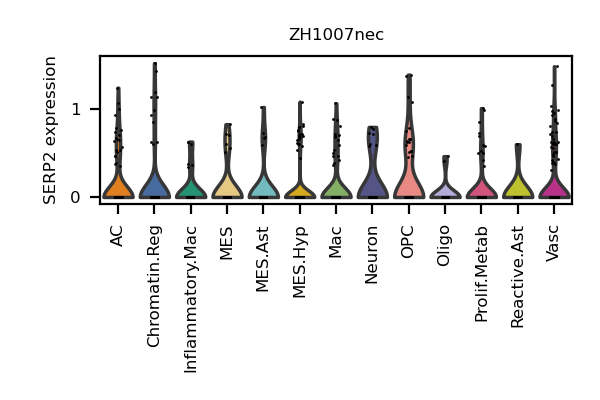 ZH1007nec
SERP2 expression
1
0
AC
Chromatin.Reg
Inflammatory.Mac
MES
MES.Ast
MES.Hyp
Mac
Neuron
OPC
Oligo
Prolif.Metab
Reactive.Ast
Vasc